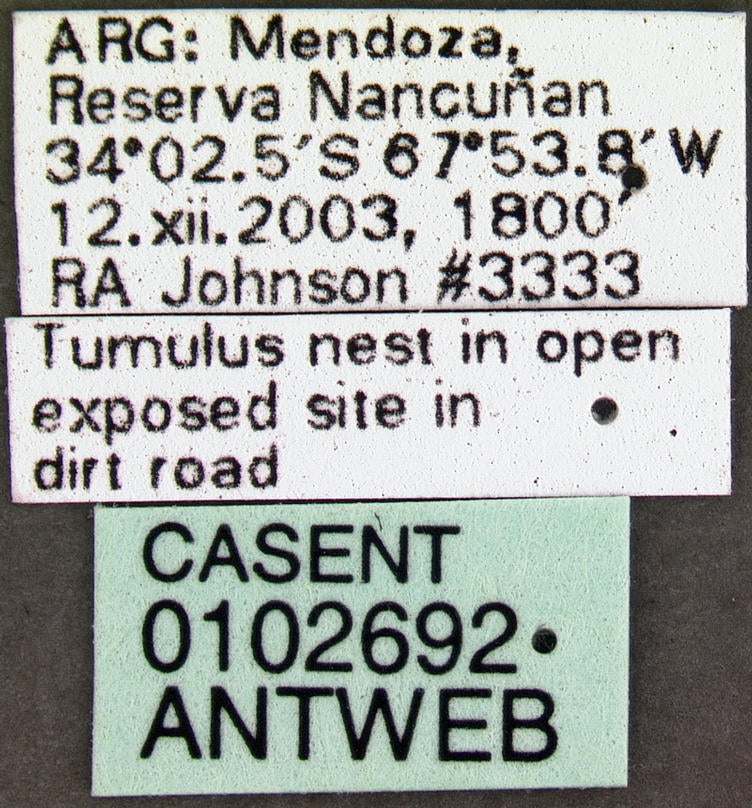 ARG: Mendoza,
Reserva Nancuñan
34°02.5′S 67°53.8′W
12.xii.2003, 1800′
RA Johnson #3333
Tumulus nest in open
exposed site in
dirt road
CASENT
0102692
ANTWEB